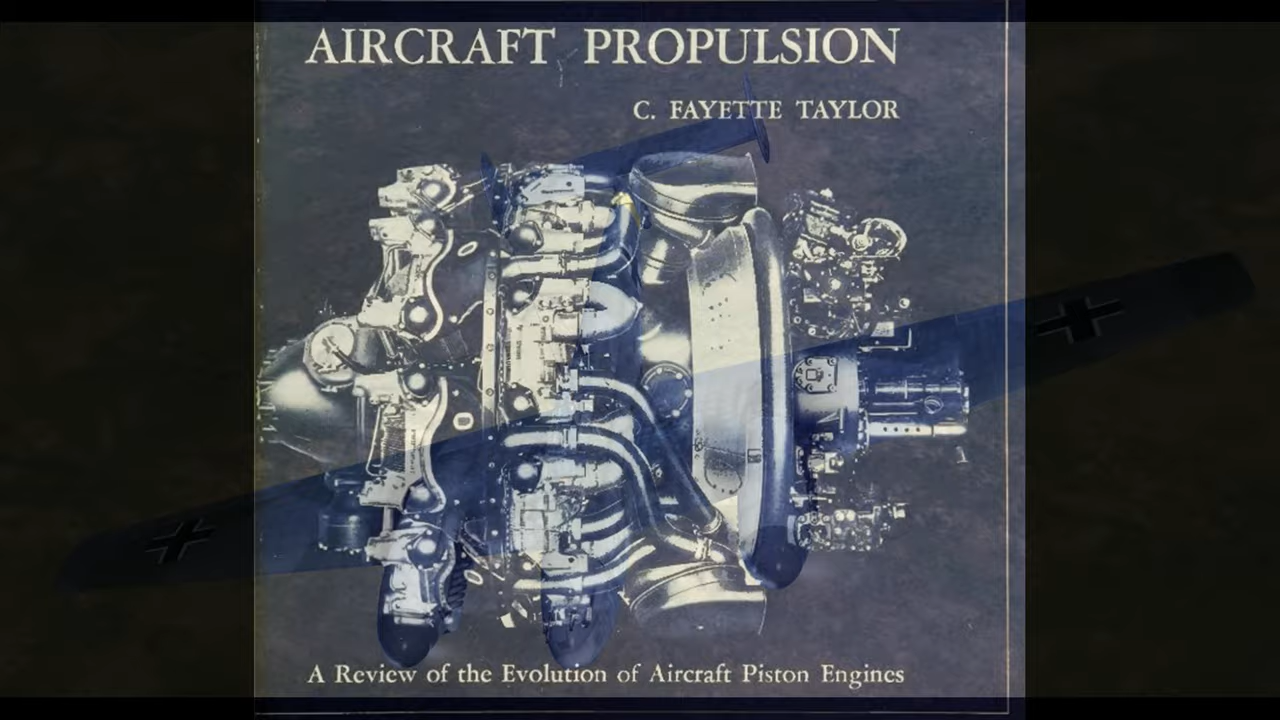 AIRCRAFT PROPULSION
C. FAYETTE TAYLOR
A Review of the Evolution of Aircraft Piston Engines